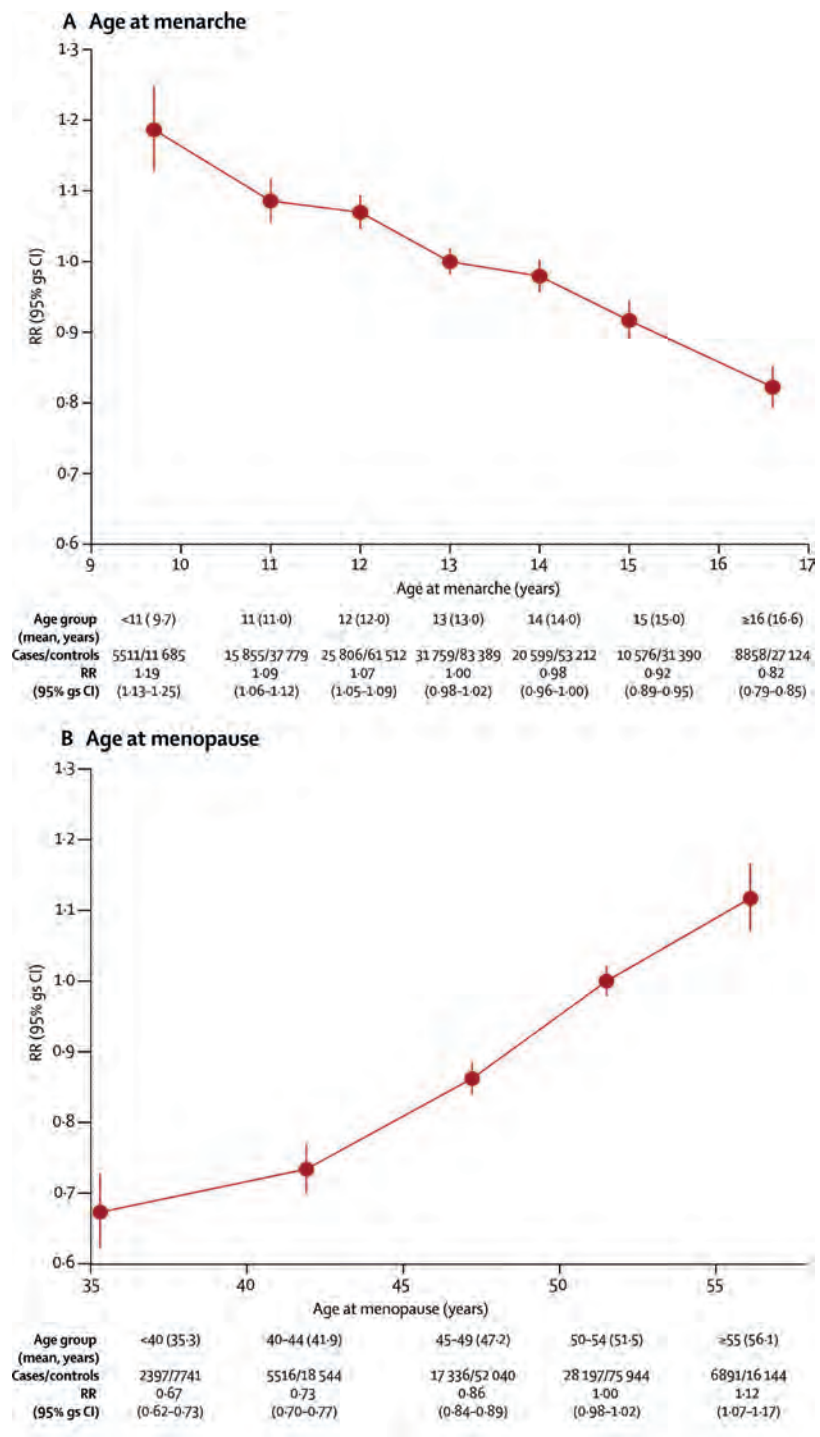 A Age at menarche
1·3
1·2
1·1
1·0
0·9
0·8
0·7
0·6
RR (95% gs CI)
9 10 11 12 13 14 15 16 17
Age at menarche (years)
Age group <11 ( 9·7) 11 (11·0) 12 (12·0) 13 (13·0) 14 (14·0) 15 (15·0) ≥16 (16·6)
(mean, years)
Cases/controls 5511/11 685 15 855/37 779 25 806/61 512 31 759/83 389 20 599/53 212 10 576/31 390 8858/27 124
RR 1·19 1·09 1·07 1·00 0·98 0·92 0·82
(95% gs CI) (1·13–1·25) (1·06–1·12) (1·05–1·09) (0·98–1·02) (0·96–1·00) (0·89–0·95) (0·79–0·85)
B Age at menopause
1·3
1·2
1·1
1·0
0·9
0·8
0·7
0·6
RR (95% gs CI)
35 40 45 50 55
Age at menopause (years)
Age group <40 (35·3) 40–44 (41·9) 45–49 (47·2) 50–54 (51·5) ≥55 (56·1)
(mean, years)
Cases/controls 2397/7741 5516/18 544 17 336/52 040 28 197/75 944 6891/16 144
RR 0·67 0·73 0·86 1·00 1·12
(95% gs CI) (0·62–0·73) (0·70–0·77) (0·84–0·89) (0·98–1·02) (1·07–1·17)